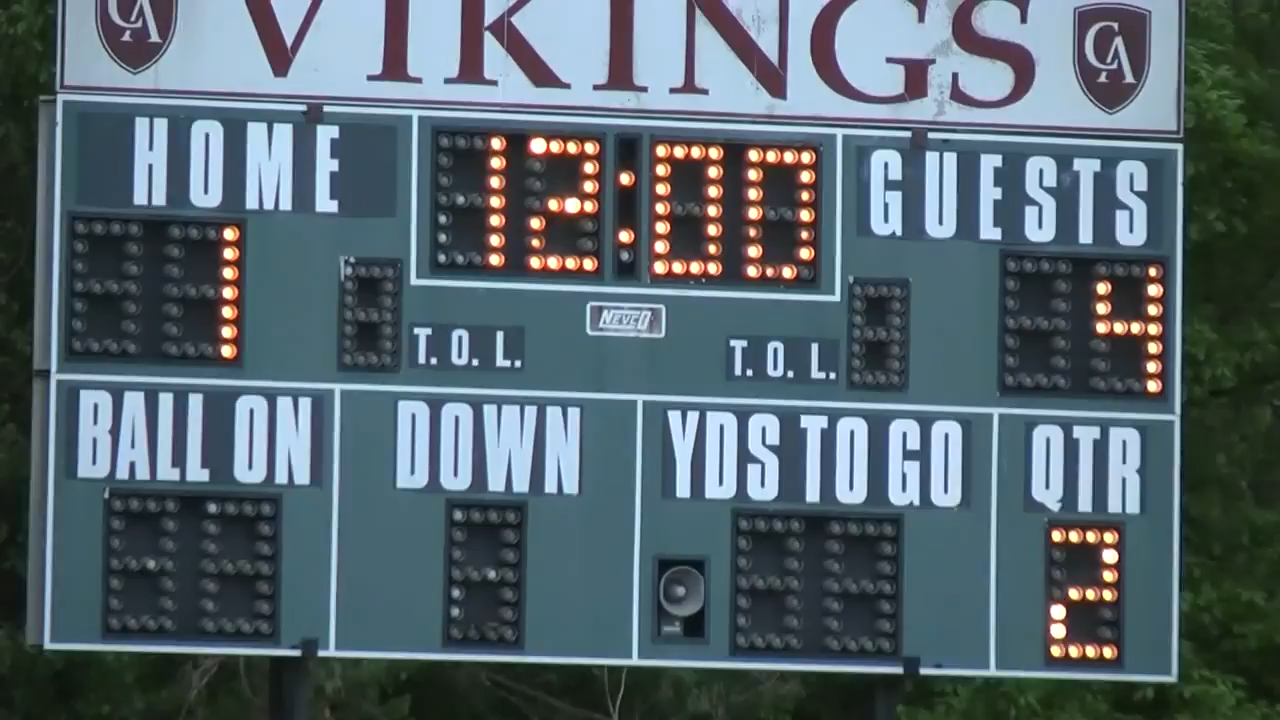 CA VIKINGS CA
HOME 12:00 GUESTS
1 4
NEVCO
T. O. L. T. O. L.
BALL ON DOWN YDS TO GO QTR
2